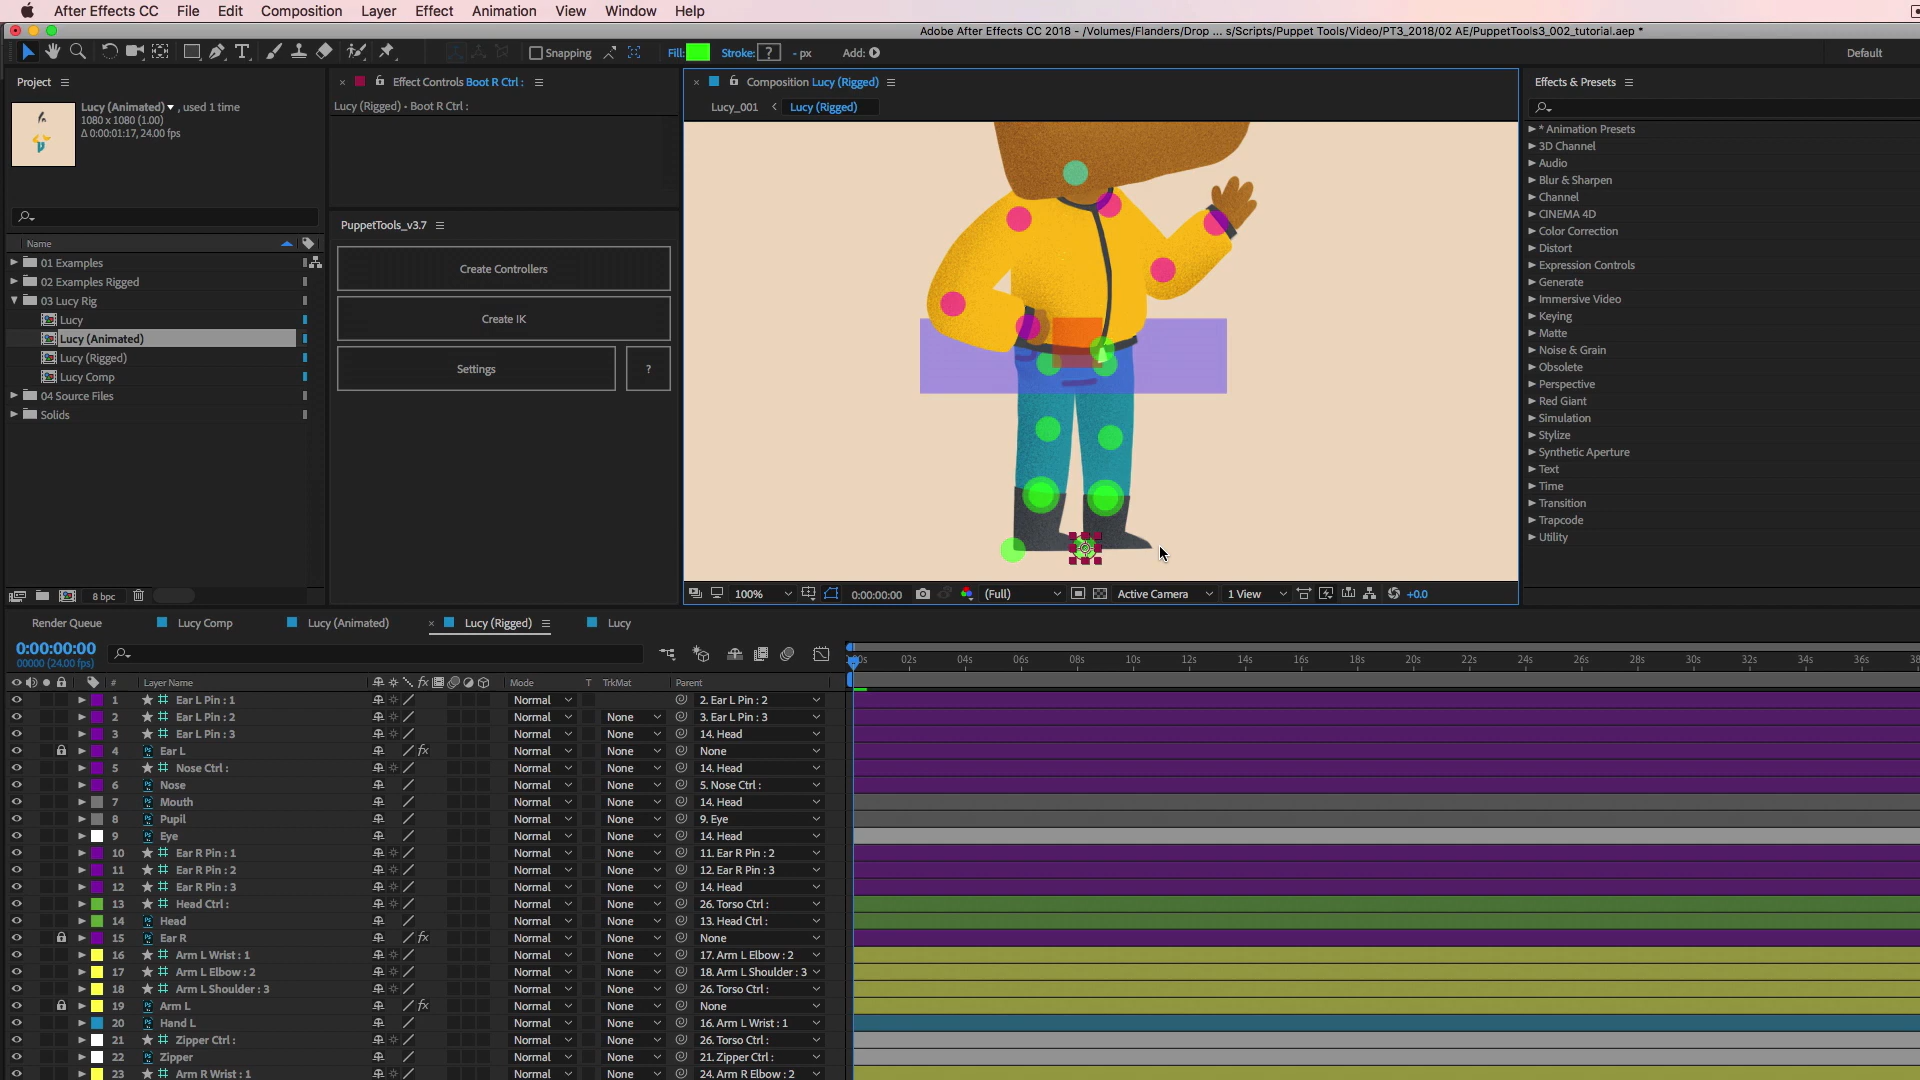 After Effects CC File Edit Composition Layer Effect Animation View Window Help
Adobe After Effects CC 2018 - /Volumes/Flanders/Drop ... s/Scripts/Puppet Tools/Video/PT3_2018/02 AE/PuppetTools3_002_tutorial.aep *
Snapping Fill: Stroke: ? - px Add: Default
Project
Lucy (Animated) , used 1 time
1080 x 1080 (1.00)
Δ 0:00:01:17, 24.00 fps
Name
01 Examples
02 Examples Rigged
03 Lucy Rig
Lucy
Lucy (Animated)
Lucy (Rigged)
Lucy Comp
04 Source Files
Solids
8 bpc
Effect Controls Boot R Ctrl :
Lucy (Rigged) • Boot R Ctrl :
PuppetTools_v3.7
Create Controllers
Create IK
Settings ?
Composition Lucy (Rigged)
Lucy_001 Lucy (Rigged)
100% 0:00:00:00 (Full) Active Camera 1 View +0.0
Effects & Presets
* Animation Presets
3D Channel
Audio
Blur & Sharpen
Channel
CINEMA 4D
Color Correction
Distort
Expression Controls
Generate
Immersive Video
Keying
Matte
Noise & Grain
Obsolete
Perspective
Red Giant
Simulation
Stylize
Synthetic Aperture
Text
Time
Transition
Trapcode
Utility
Render Queue Lucy Comp Lucy (Animated) Lucy (Rigged) Lucy
0:00:00:00
00000 (24.00 fps)
02s 04s 06s 08s 10s 12s 14s 16s 18s 20s 22s 24s 26s 28s 30s 32s 34s 36s 38
# Layer Name fx Mode T TrkMat Parent
1 Ear L Pin : 1 Normal 2. Ear L Pin : 2
2 Ear L Pin : 2 Normal None 3. Ear L Pin : 3
3 Ear L Pin : 3 Normal None 14. Head
4 Ear L fx Normal None None
5 Nose Ctrl : Normal None 14. Head
6 Nose Normal None 5. Nose Ctrl :
7 Mouth Normal None 14. Head
8 Pupil Normal None 9. Eye
9 Eye Normal None 14. Head
10 Ear R Pin : 1 Normal None 11. Ear R Pin : 2
11 Ear R Pin : 2 Normal None 12. Ear R Pin : 3
12 Ear R Pin : 3 Normal None 14. Head
13 Head Ctrl : Normal None 26. Torso Ctrl :
14 Head Normal None 13. Head Ctrl :
15 Ear R fx Normal None None
16 Arm L Wrist : 1 Normal None 17. Arm L Elbow : 2
17 Arm L Elbow : 2 Normal None 18. Arm L Shoulder : 3
18 Arm L Shoulder : 3 Normal None 26. Torso Ctrl :
19 Arm L fx Normal None None
20 Hand L Normal None 16. Arm L Wrist : 1
21 Zipper Ctrl : Normal None 26. Torso Ctrl :
22 Zipper Normal None 21. Zipper Ctrl :
23 Arm R Wrist : 1 Normal None 24. Arm R Elbow : 2